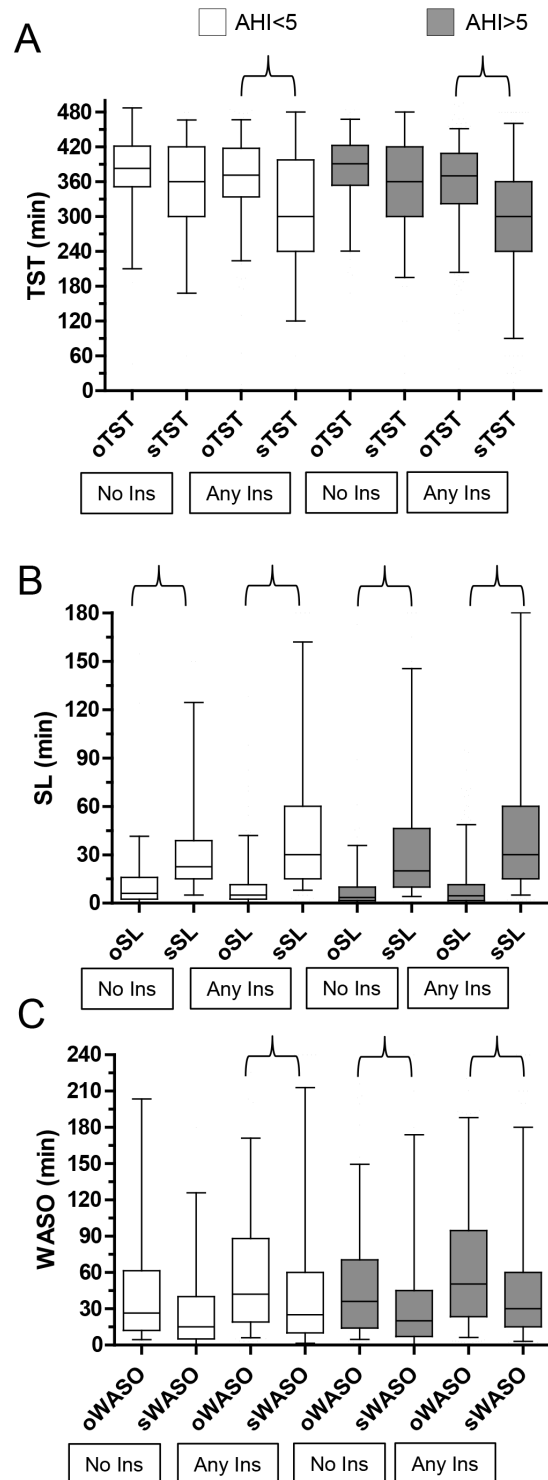 A
AHI<5 AHI>5
TST (min)
480
420
360
300
240
180
120
60
0
oTST sTST oTST sTST oTST sTST oTST sTST
No Ins Any Ins No Ins Any Ins
B
SL (min)
180
150
120
90
60
30
0
oSL sSL oSL sSL oSL sSL oSL sSL
No Ins Any Ins No Ins Any Ins
C
WASO (min)
240
210
180
150
120
90
60
30
0
oWASO sWASO oWASO sWASO oWASO sWASO oWASO sWASO
No Ins Any Ins No Ins Any Ins